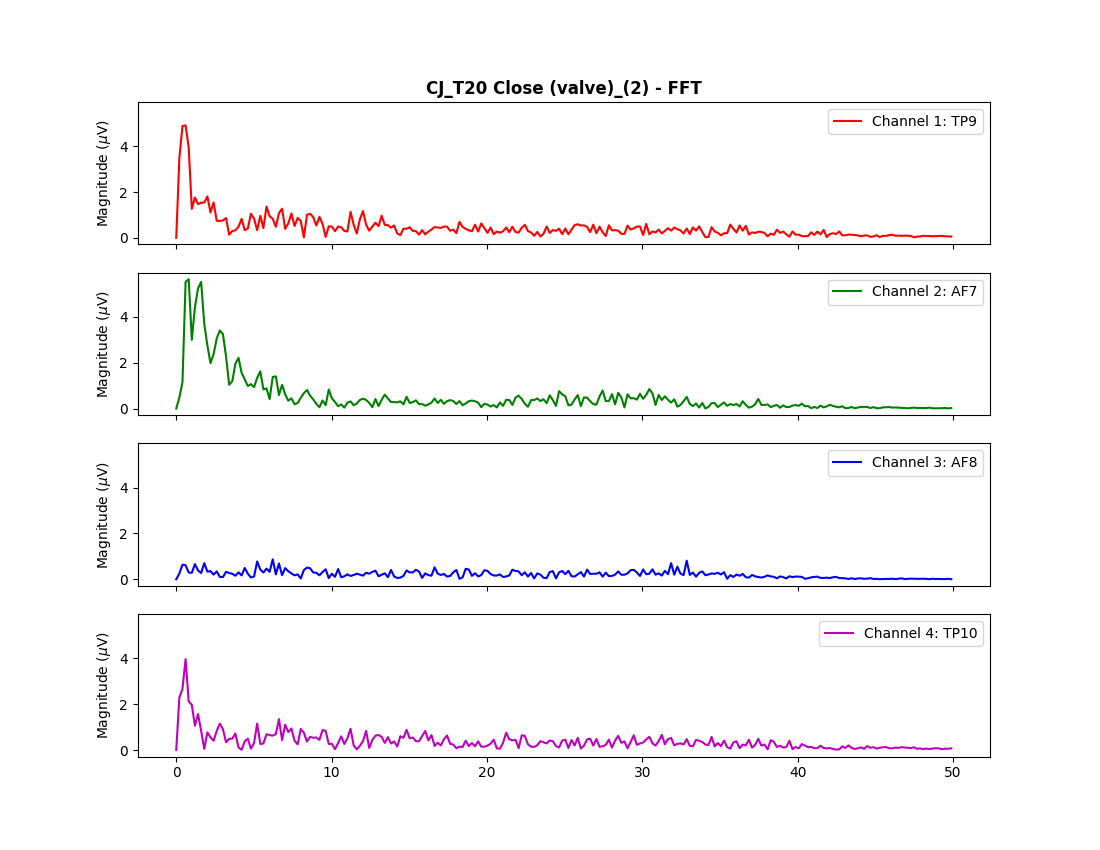 CJ_T20 Close (valve)_(2) - FFT
Magnitude (μV)
4
2
0
Channel 1: TP9
Magnitude (μV)
4
2
0
Channel 2: AF7
Magnitude (μV)
4
2
0
Channel 3: AF8
Magnitude (μV)
4
2
0
Channel 4: TP10
0 10 20 30 40 50